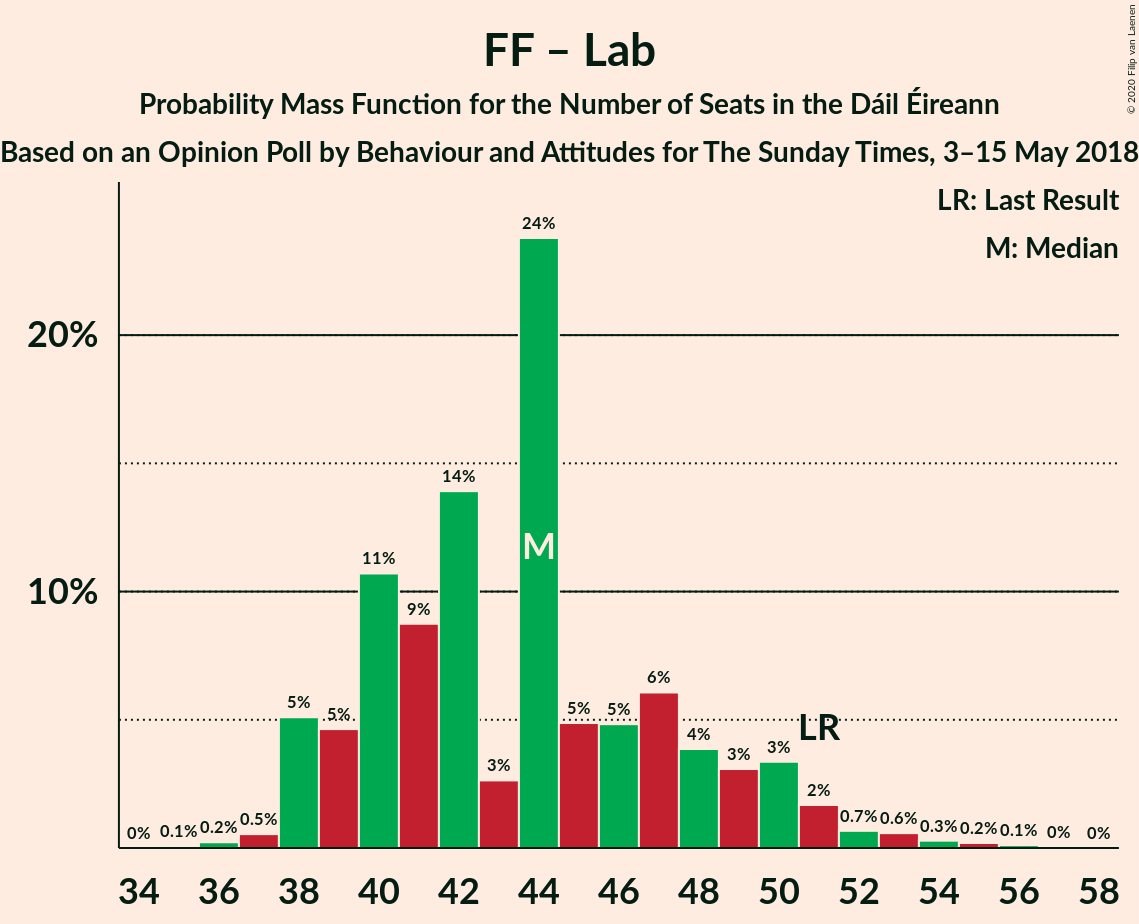 FF – Lab
Probability Mass Function for the Number of Seats in the Dáil Éireann
Based on an Opinion Poll by Behaviour and Attitudes for The Sunday Times, 3–15 May 2018
© 2020 Filip van Laenen
LR: Last Result
M: Median
20%
10%
0% 0.1% 0.2% 0.5% 5% 5% 11% 9% 14% 3% 24% 5% 5% 6% 4% 3% 3% 2% 0.7% 0.6% 0.3% 0.2% 0.1% 0% 0%
M
LR
34 36 38 40 42 44 46 48 50 52 54 56 58